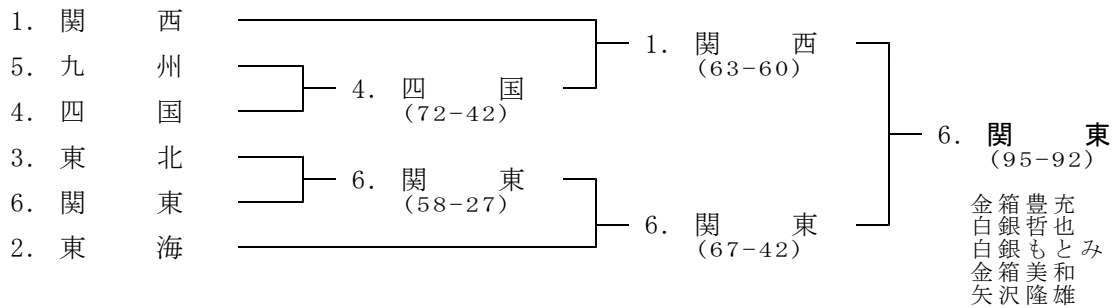 1. 関 西
5. 九 州
4. 四 国
3. 東 北
6. 関 東
2. 東 海
4. 四 国
(72-42)
6. 関 東
(58-27)
1. 関 西
(63-60)
6. 関 東
(67-42)
6. 関 東
(95-92)
金箱豊充
白銀哲也
白銀もとみ
金箱美和
矢沢隆雄